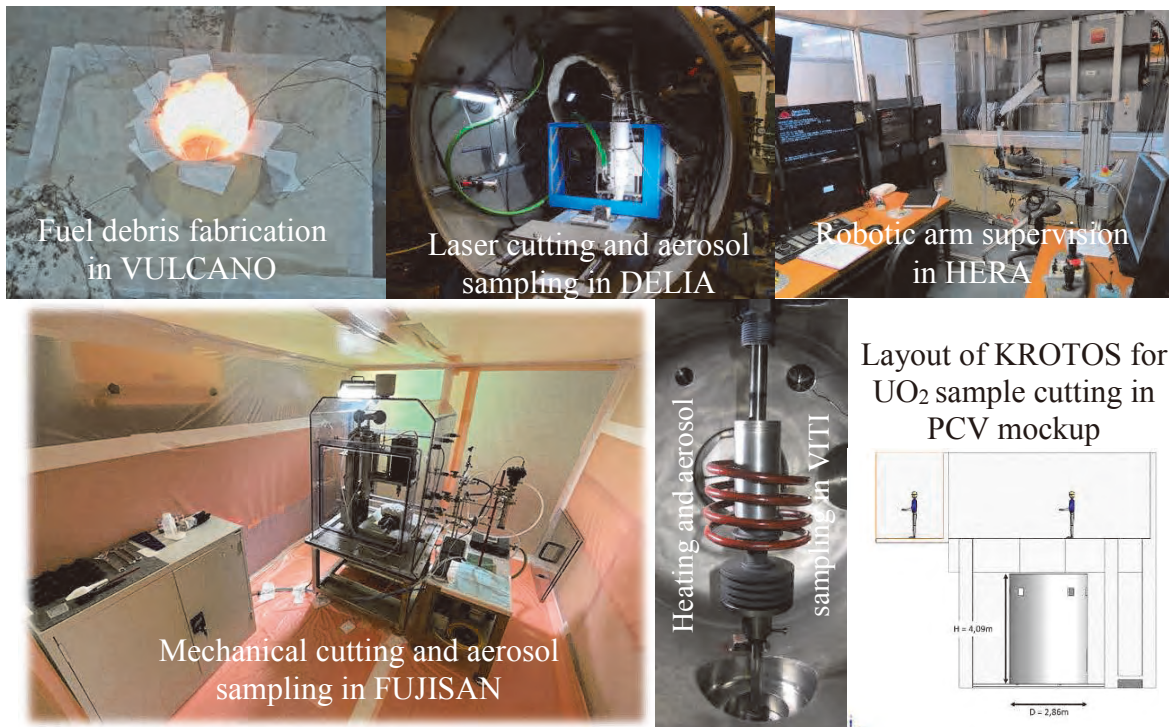 Fuel debris fabrication
in VULCANO
Laser cutting and aerosol
sampling in DELIA
Robotic arm supervision
in HERA
Mechanical cutting and aerosol
sampling in FUJISAN
Heating and aerosol
sampling in VITI
Layout of KROTOS for
UO₂ sample cutting in
PCV mockup
H = 4,09m
D = 2,86m